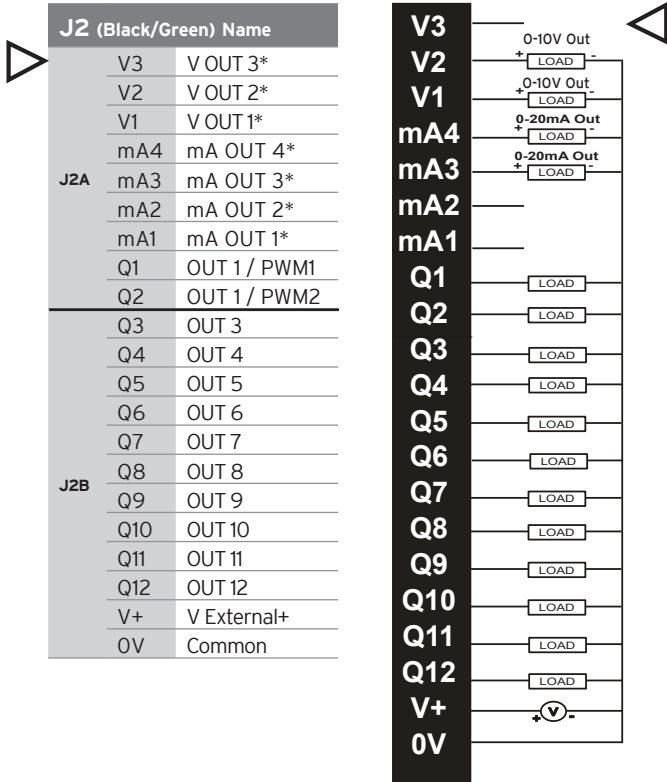 J2 (Black/Green) Name
V3 V OUT 3*
V2 V OUT 2*
V1 V OUT 1*
mA4 mA OUT 4*
J2A mA3 mA OUT 3*
mA2 mA OUT 2*
mA1 mA OUT 1*
Q1 OUT 1 / PWM1
Q2 OUT 1 / PWM2
Q3 OUT 3
Q4 OUT 4
Q5 OUT 5
Q6 OUT 6
Q7 OUT 7
J2B Q8 OUT 8
Q9 OUT 9
Q10 OUT 10
Q11 OUT 11
Q12 OUT 12
V+ V External+
0V Common
V3
0-10V Out
V2 + LOAD -
0-10V Out
V1 + LOAD -
0-20mA Out
mA4 + LOAD -
0-20mA Out
mA3 + LOAD -
mA2
mA1
Q1 LOAD
Q2 LOAD
Q3 LOAD
Q4 LOAD
Q5 LOAD
Q6 LOAD
Q7 LOAD
Q8 LOAD
Q9 LOAD
Q10 LOAD
Q11 LOAD
Q12 LOAD
V+ + V -
0V